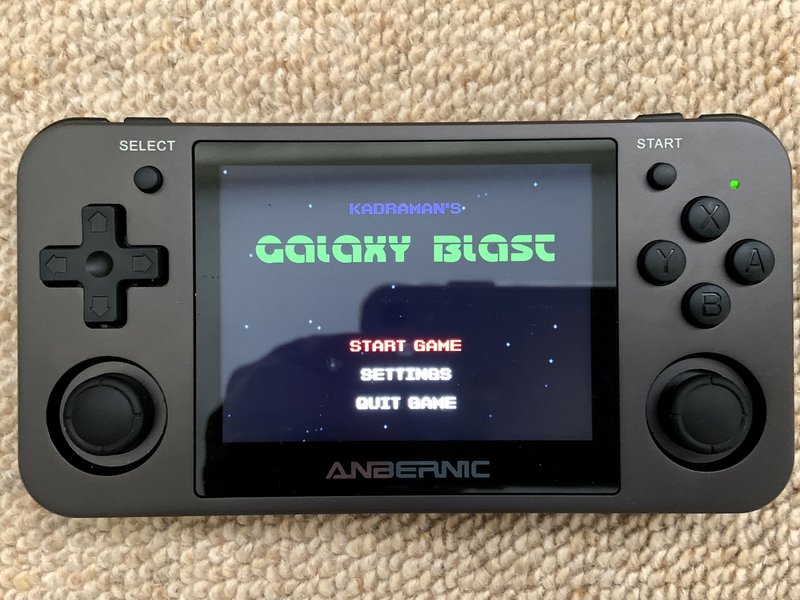 SELECT
START
KADRAMAN'S
GALAXY BLAST
X
Y
A
B
START GAME
SETTINGS
QUIT GAME
ANBERNIC